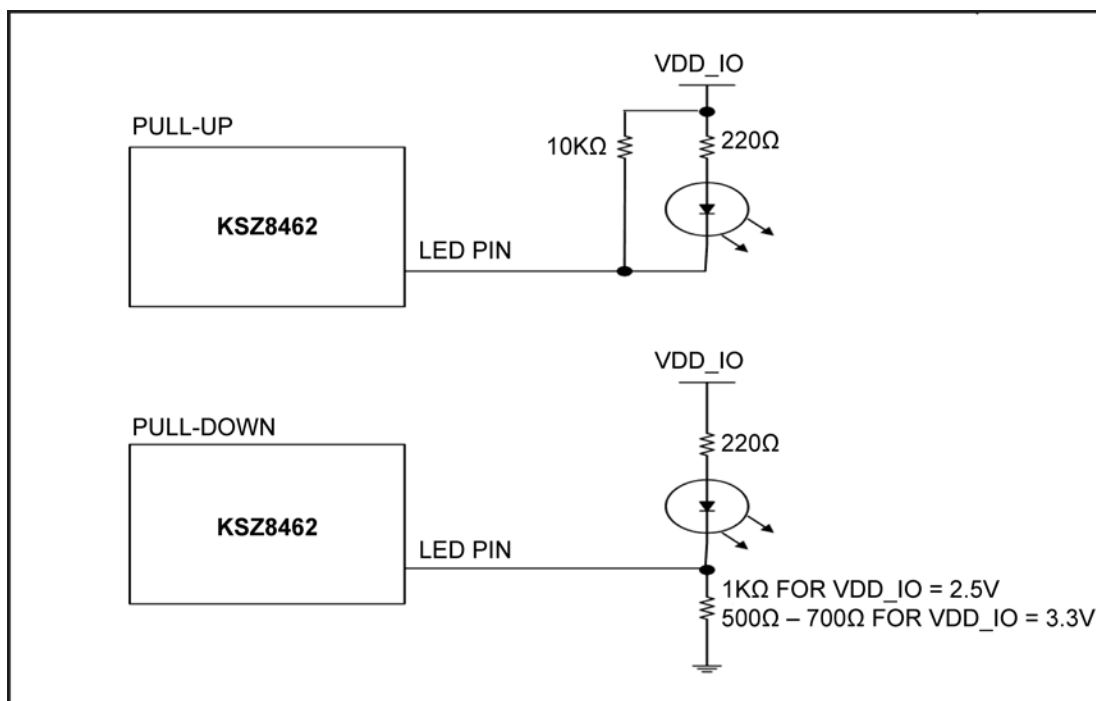 VDD_IO
PULL-UP
10KΩ
220Ω
KSZ8462
LED PIN
VDD_IO
PULL-DOWN
220Ω
KSZ8462
LED PIN
1KΩ FOR VDD_IO = 2.5V
500Ω – 700Ω FOR VDD_IO = 3.3V